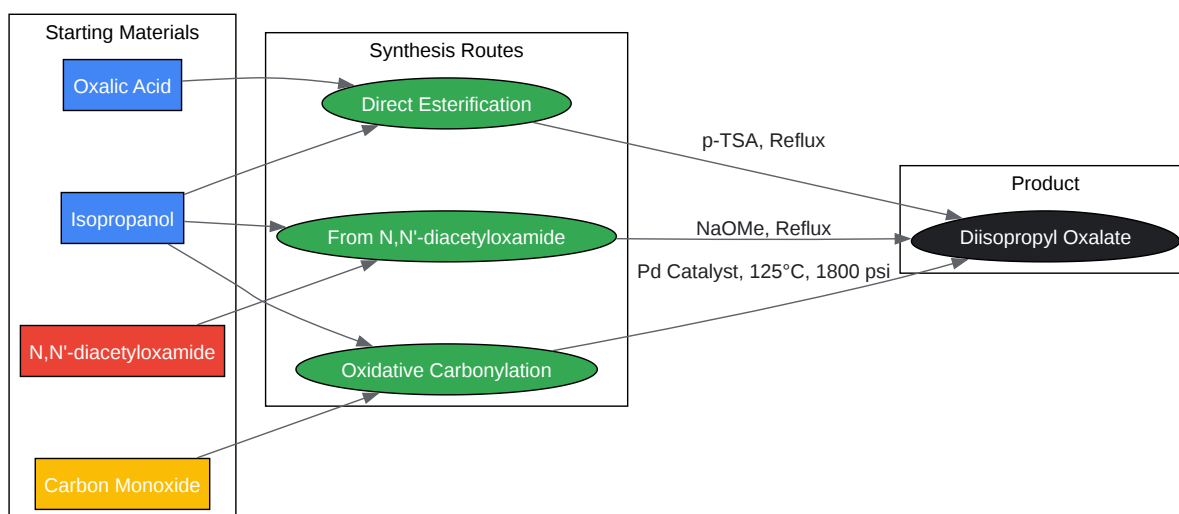 Starting Materials
Oxalic Acid
Isopropanol
N,N'-diacetyloxamide
Carbon Monoxide
Synthesis Routes
Direct Esterification
From N,N'-diacetyloxamide
Oxidative Carbonylation
p-TSA, Reflux
NaOMe, Reflux
Pd Catalyst, 125°C, 1800 psi
Product
Diisopropyl Oxalate